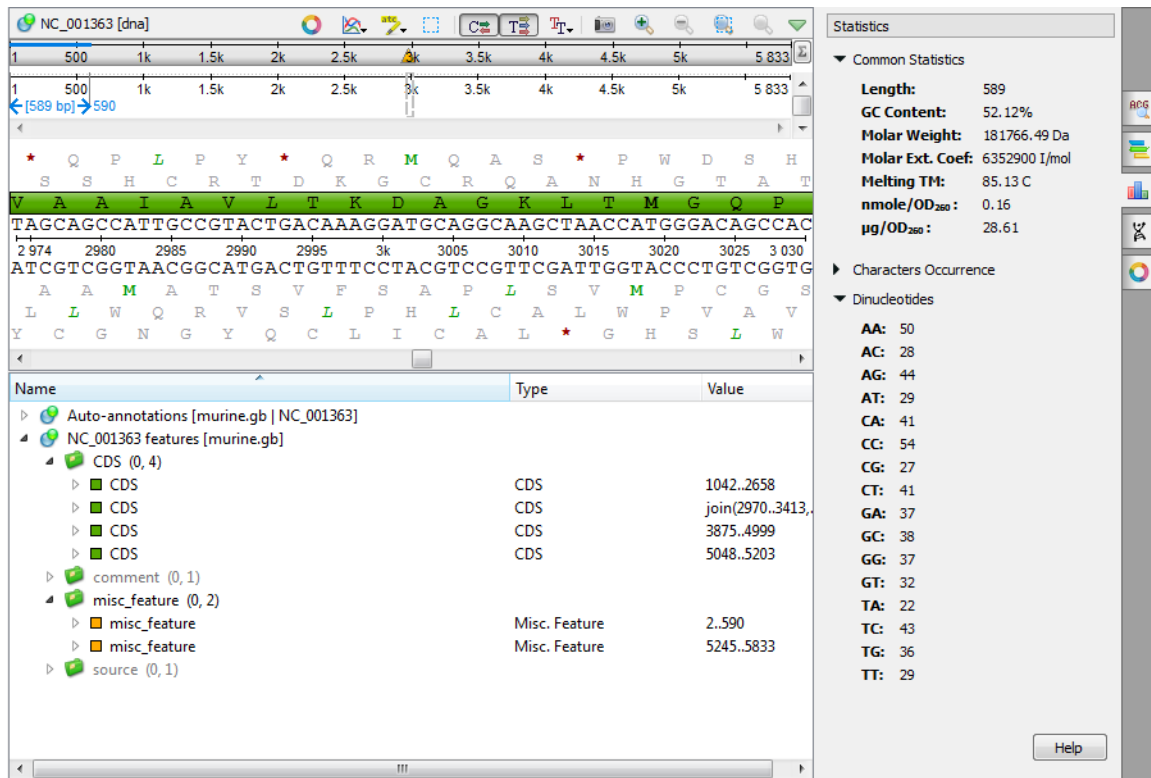 NC_001363 [dna]
1 500 1k 1.5k 2k 2.5k 3k 3.5k 4k 4.5k 5k 5 833
1 500 1k 1.5k 2k 2.5k 3k 3.5k 4k 4.5k 5k 5 833
[589 bp] 590
* Q P L P Y * Q R M Q A S * P W D S H
S S H C R T D K G C R Q A N H G T A T
V A A I A V L T K D A G K L T M G Q P
TAGCAGCCATTGCCGTACTGACAAAGGATGCAGGCAAGCTAACCATGGGACAGCCAC
2 974 2980 2985 2990 2995 3k 3005 3010 3015 3020 3025 3 030
ATCGTCGGTAACGGCATGACTGTTTCCTACGTCCGTTCGATTGGTACCCTGTCGGTG
A A M A T S V F S A P L S V M P C G S
L L W Q R V S L P H L C A L W P V A V
Y C G N G Y Q C L I C A L * G H S L W
Name Type Value
Auto-annotations [murine.gb | NC_001363]
NC_001363 features [murine.gb]
CDS (0, 4)
CDS CDS 1042..2658
CDS CDS join(2970..3413,.
CDS CDS 3875..4999
CDS CDS 5048..5203
comment (0, 1)
misc_feature (0, 2)
misc_feature Misc. Feature 2..590
misc_feature Misc. Feature 5245..5833
source (0, 1)
Statistics
Common Statistics
Length: 589
GC Content: 52.12%
Molar Weight: 181766.49 Da
Molar Ext. Coef: 6352900 I/mol
Melting TM: 85.13 C
nmole/OD₂₆₀ : 0.16
µg/OD₂₆₀ : 28.61
Characters Occurrence
Dinucleotides
AA: 50
AC: 28
AG: 44
AT: 29
CA: 41
CC: 54
CG: 27
CT: 41
GA: 37
GC: 38
GG: 37
GT: 32
TA: 22
TC: 43
TG: 36
TT: 29
Help